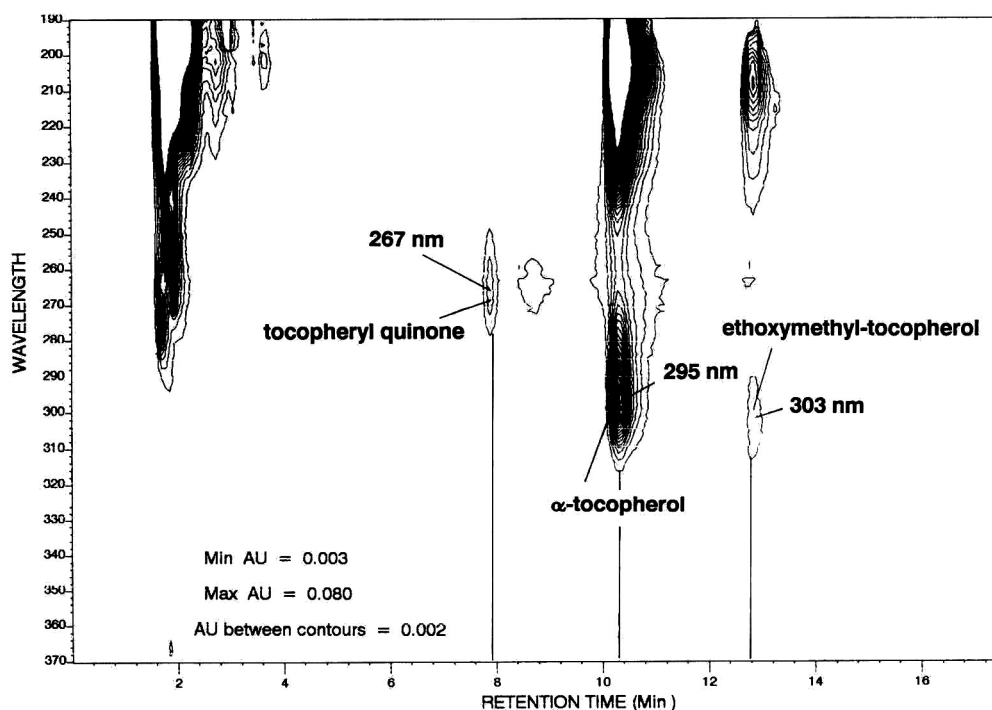 190
200
210
220
230
240
250
260
270
280
290
300
310
320
330
340
350
360
370
WAVELENGTH
267 nm
tocopheryl quinone
ethoxymethyl-tocopherol
295 nm
303 nm
α-tocopherol
Min AU = 0.003
Max AU = 0.080
AU between contours = 0.002
2
4
6
8
10
12
14
16
RETENTION TIME (Min )